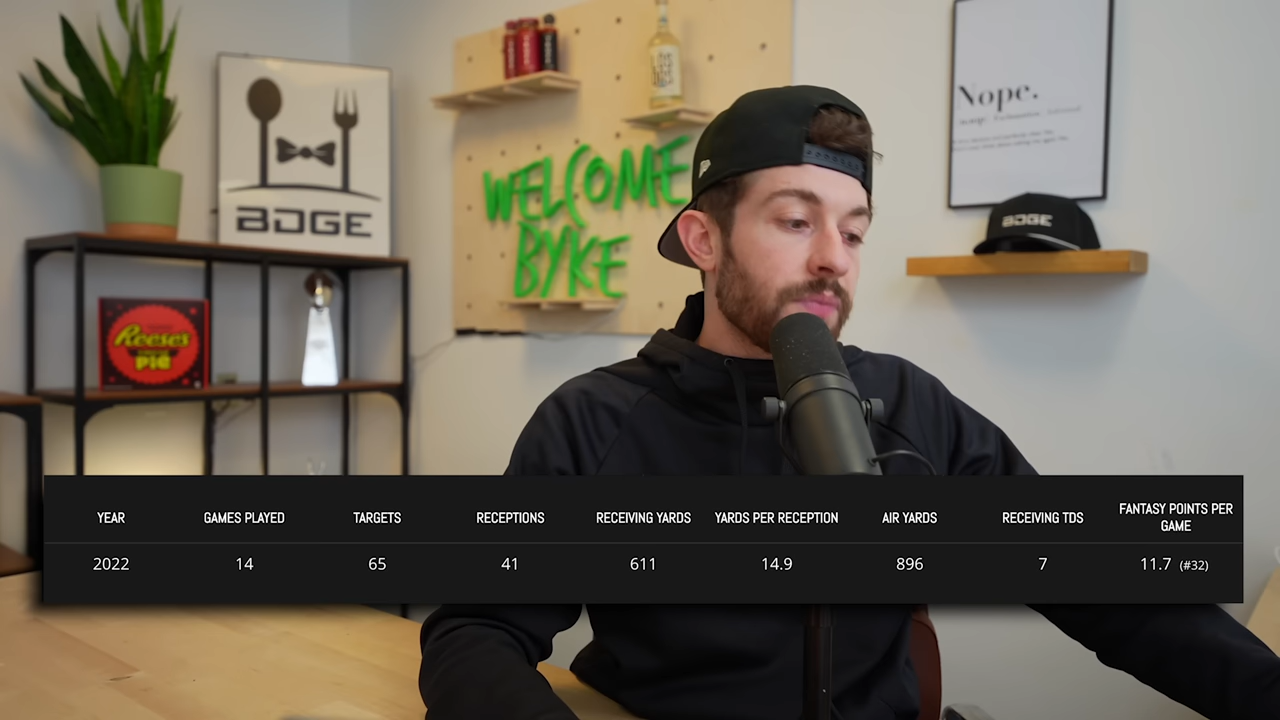 Nope.
BDGE
WELCOME
BYKE
BDGE
Reese's
PIE
YEAR GAMES PLAYED TARGETS RECEPTIONS RECEIVING YARDS YARDS PER RECEPTION AIR YARDS RECEIVING TDS FANTASY POINTS PER GAME
2022 14 65 41 611 14.9 896 7 11.7 (#32)